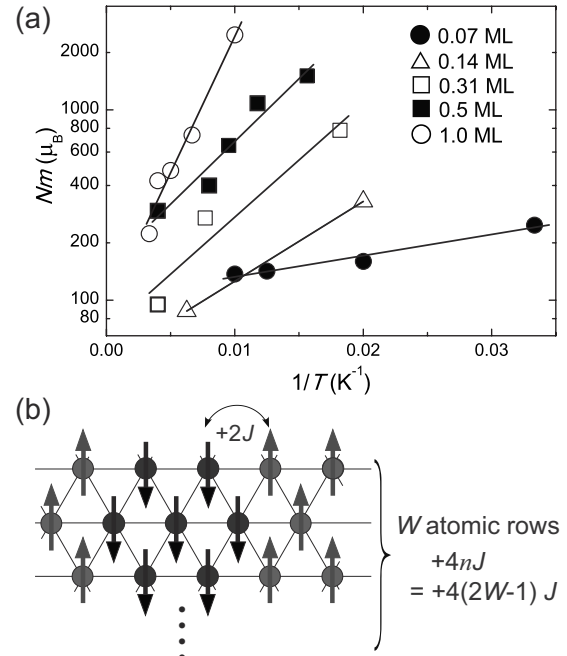 (a)
2000
1000
800
600
400
200
100
80
Nm (μB)
0.07 ML
0.14 ML
0.31 ML
0.5 ML
1.0 ML
0.00
0.01
0.02
0.03
1/T (K⁻¹)
(b)
+2J
W atomic rows
+4nJ
= +4(2W-1) J